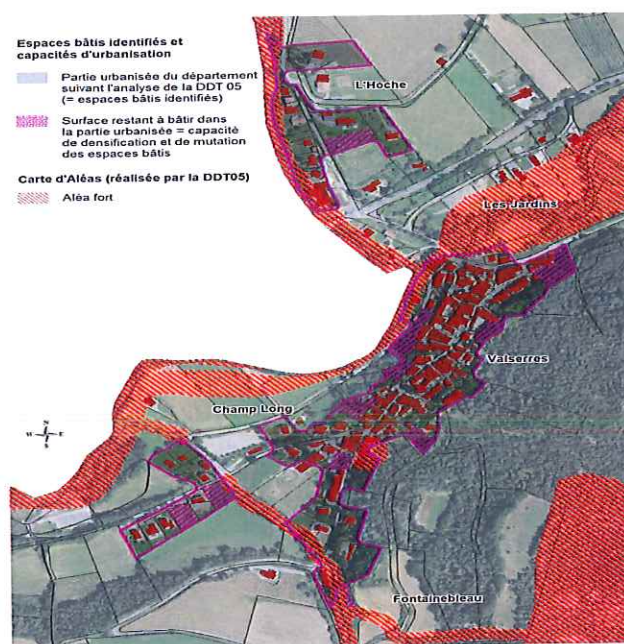 Espaces bâtis identifiés et
capacités d'urbanisation
Partie urbanisée du département
suivant l'analyse de la DDT 05
(= espaces bâtis identifiés)
Surface restant à bâtir dans
la partie urbanisée = capacité
de densification et de mutation
des espaces bâtis
Carte d'Aléas (réalisée par la DDT05)
Aléa fort
L'Hoche
Les Jardins
Valserres
Champ Long
N
W E
S
Fontainebleau